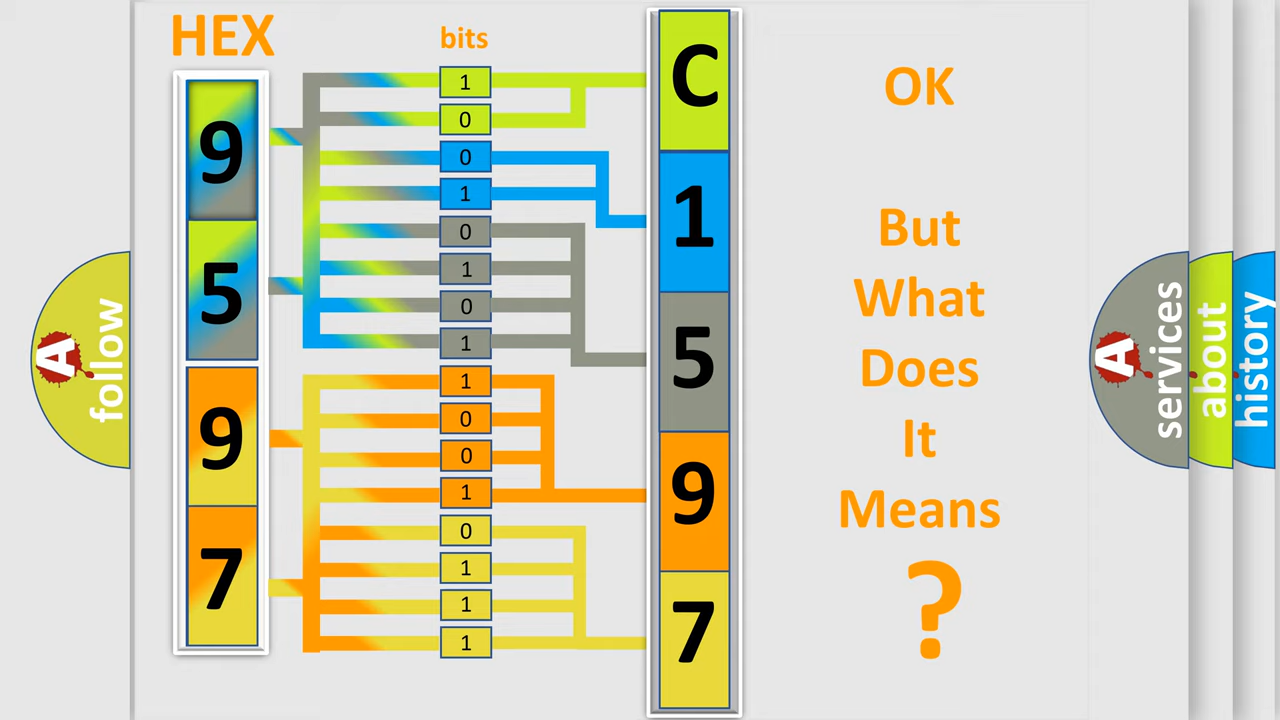 HEX
bits
9
5
9
7
1
0
0
1
0
1
0
1
1
0
0
1
0
1
1
1
C
1
5
9
7
OK
But
What
Does
It
Means
?
A
follow
A
services
about
history